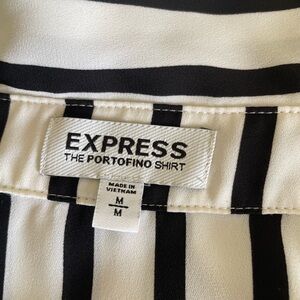 EXPRESS
THE PORTOFINO SHIRT
MADE IN
VIETNAM
M
M